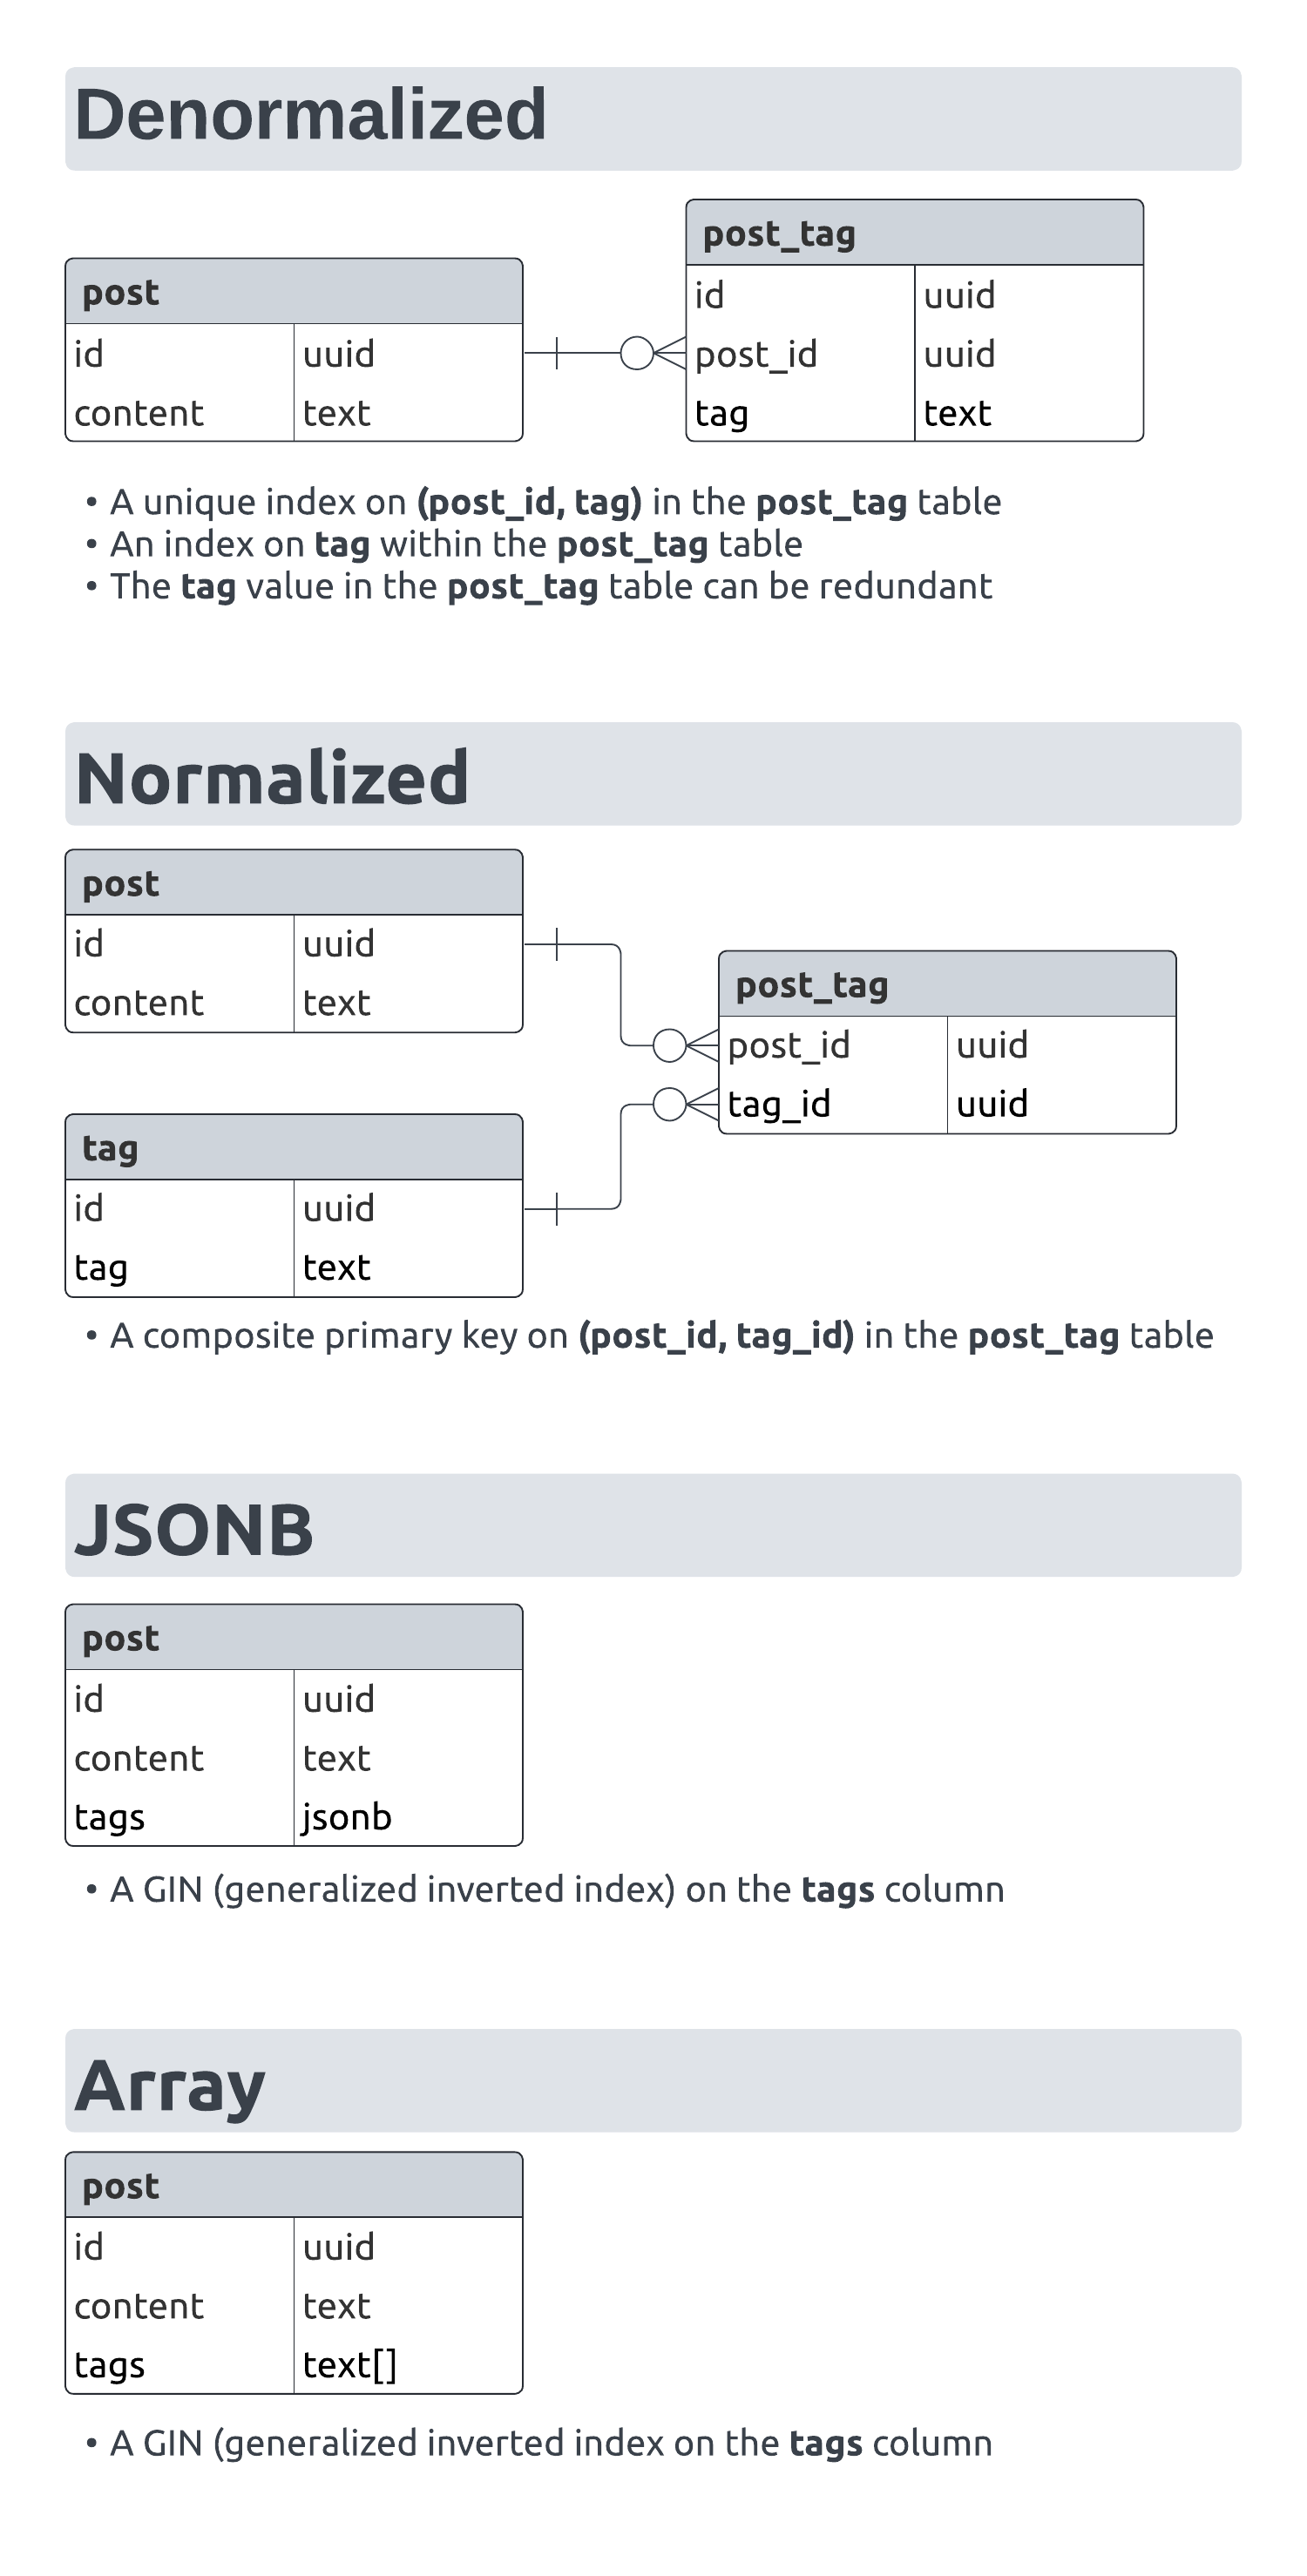 Denormalized
post
id uuid
content text
post_tag
id uuid
post_id uuid
tag text
• A unique index on (post_id, tag) in the post_tag table
• An index on tag within the post_tag table
• The tag value in the post_tag table can be redundant
Normalized
post
id uuid
content text
post_tag
post_id uuid
tag_id uuid
tag
id uuid
tag text
• A composite primary key on (post_id, tag_id) in the post_tag table
JSONB
post
id uuid
content text
tags jsonb
• A GIN (generalized inverted index) on the tags column
Array
post
id uuid
content text
tags text[]
• A GIN (generalized inverted index on the tags column